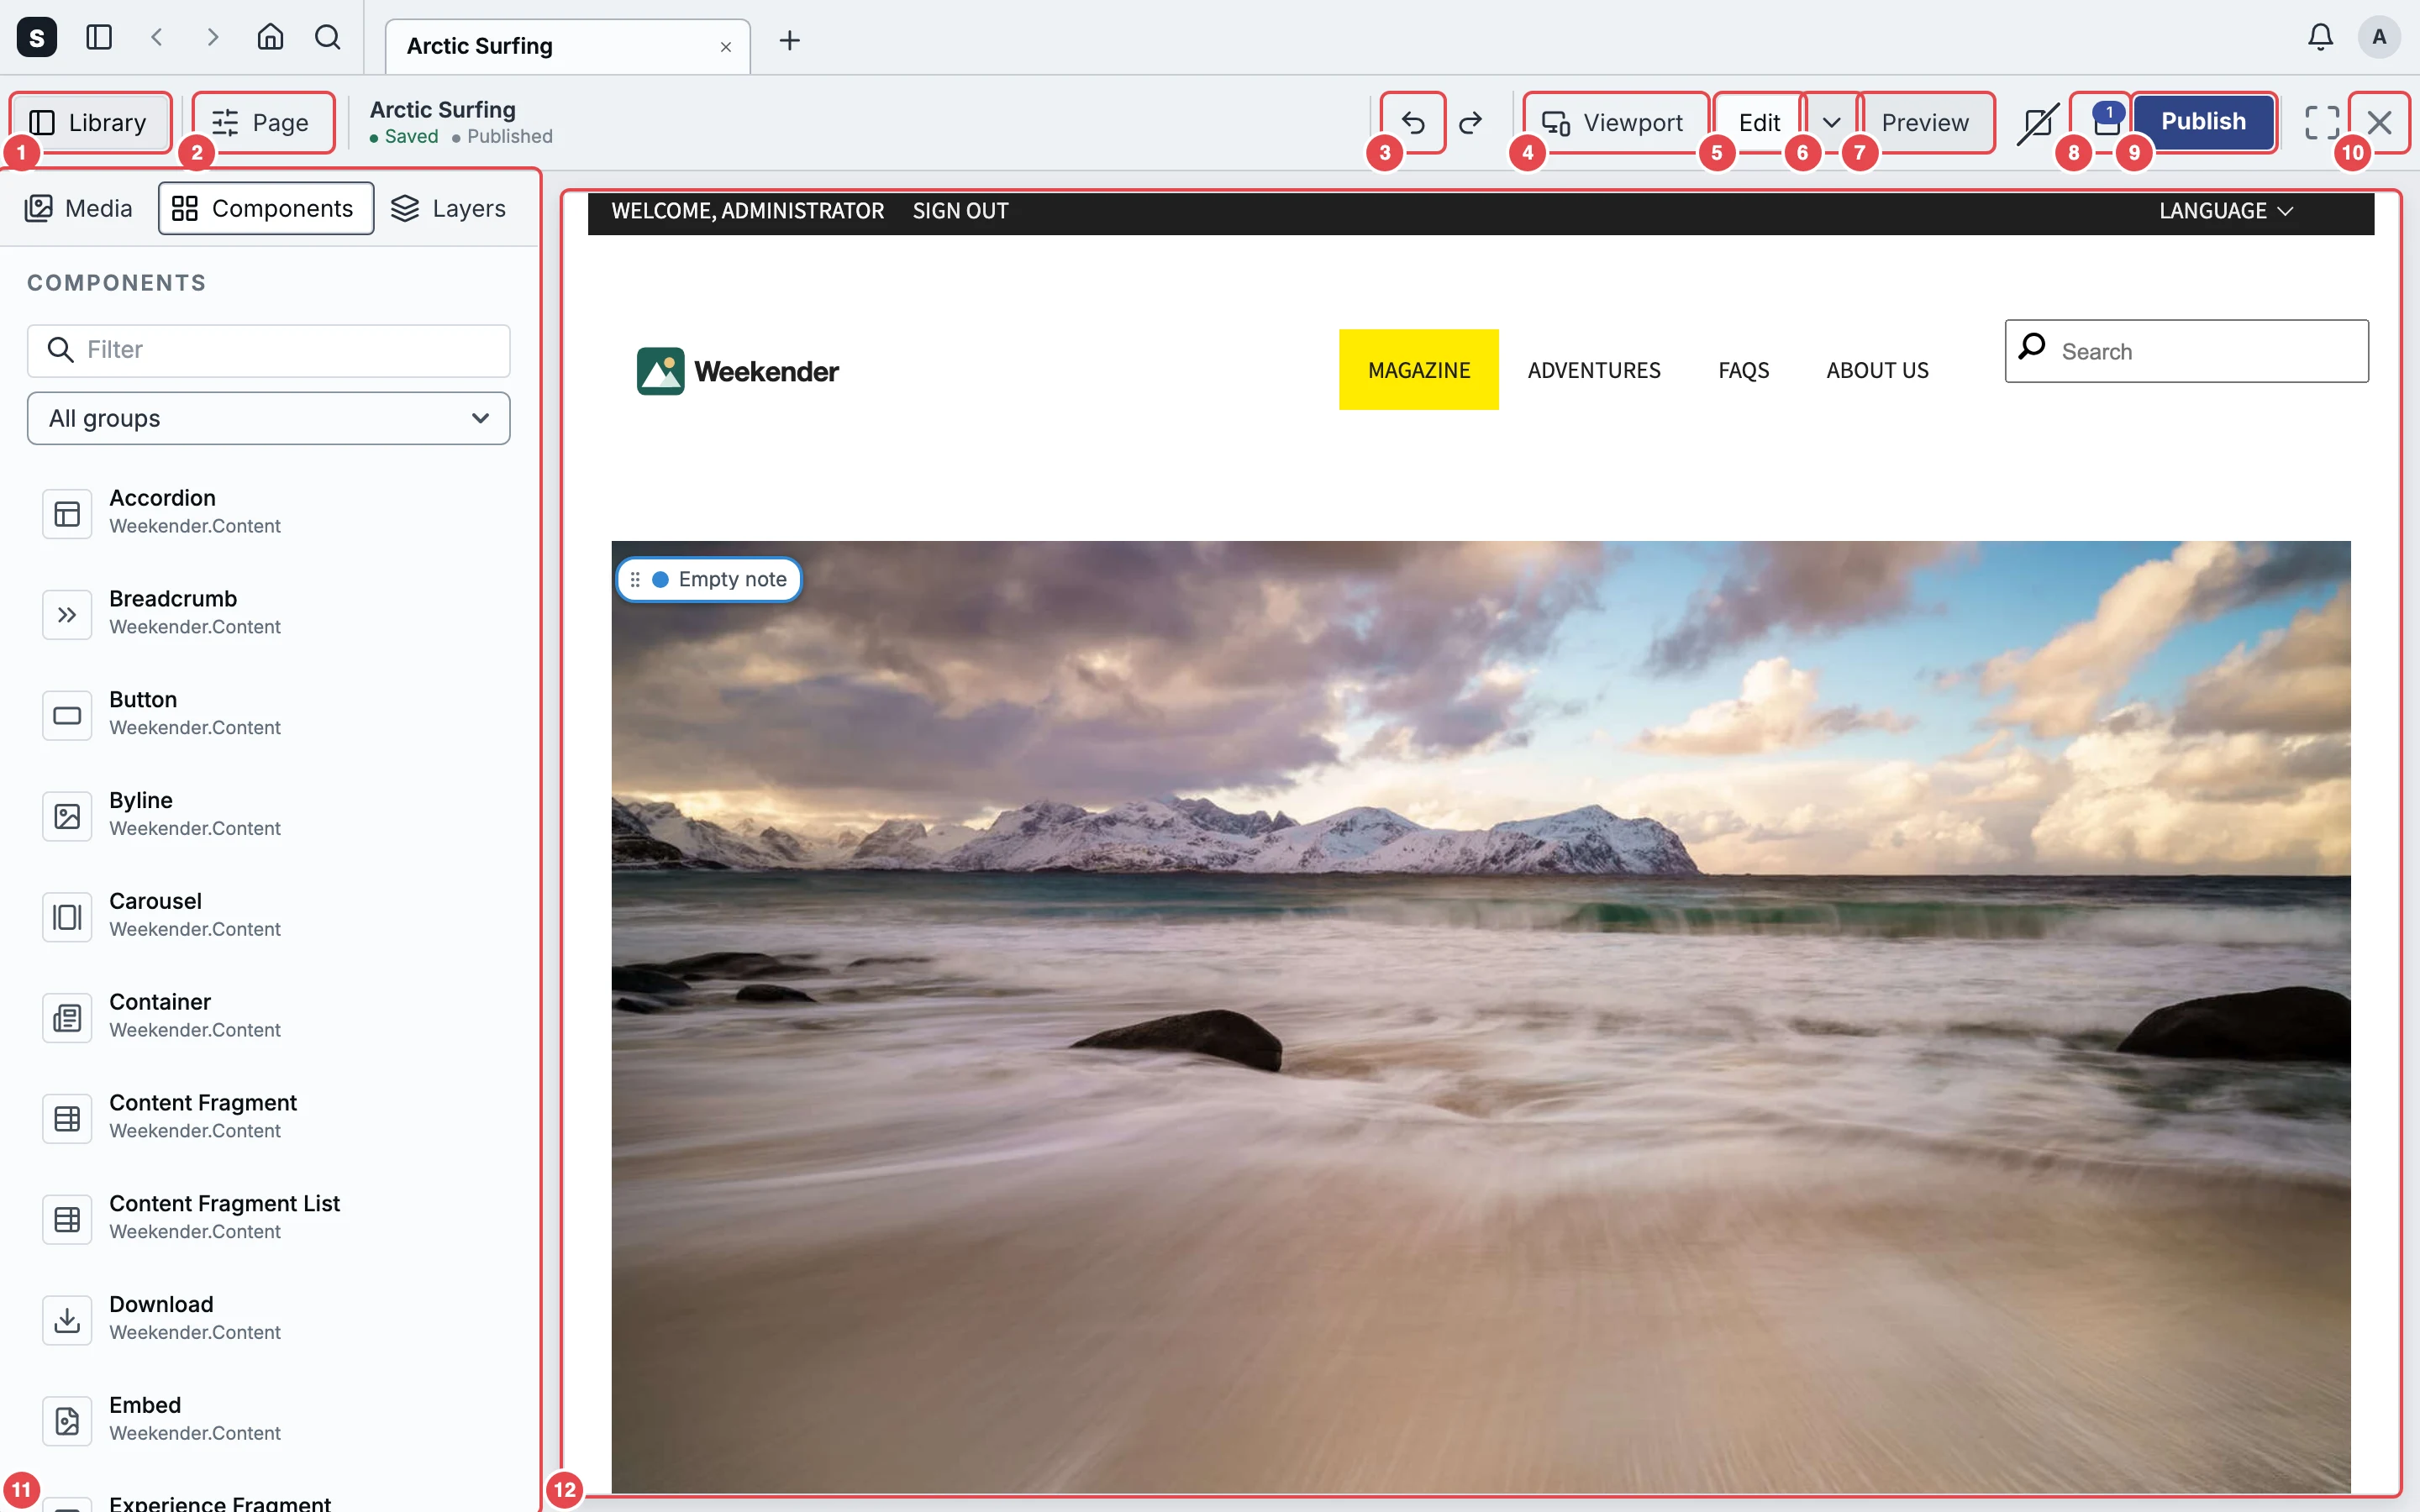 S
Arctic Surfing
A
Library
Page
Arctic Surfing
Saved
Published
Viewport
Edit
Preview
1
Publish
1
2
3
4
5
6
7
8
9
10
Media
Components
Layers
WELCOME, ADMINISTRATOR
SIGN OUT
LANGUAGE
COMPONENTS
Filter
All groups
Weekender
MAGAZINE
ADVENTURES
FAQS
ABOUT US
Search
Accordion
Weekender.Content
Empty note
Breadcrumb
Weekender.Content
Button
Weekender.Content
Byline
Weekender.Content
Carousel
Weekender.Content
Container
Weekender.Content
Content Fragment
Weekender.Content
Content Fragment List
Weekender.Content
Download
Weekender.Content
Embed
Weekender.Content
Experience Fragment
11
12